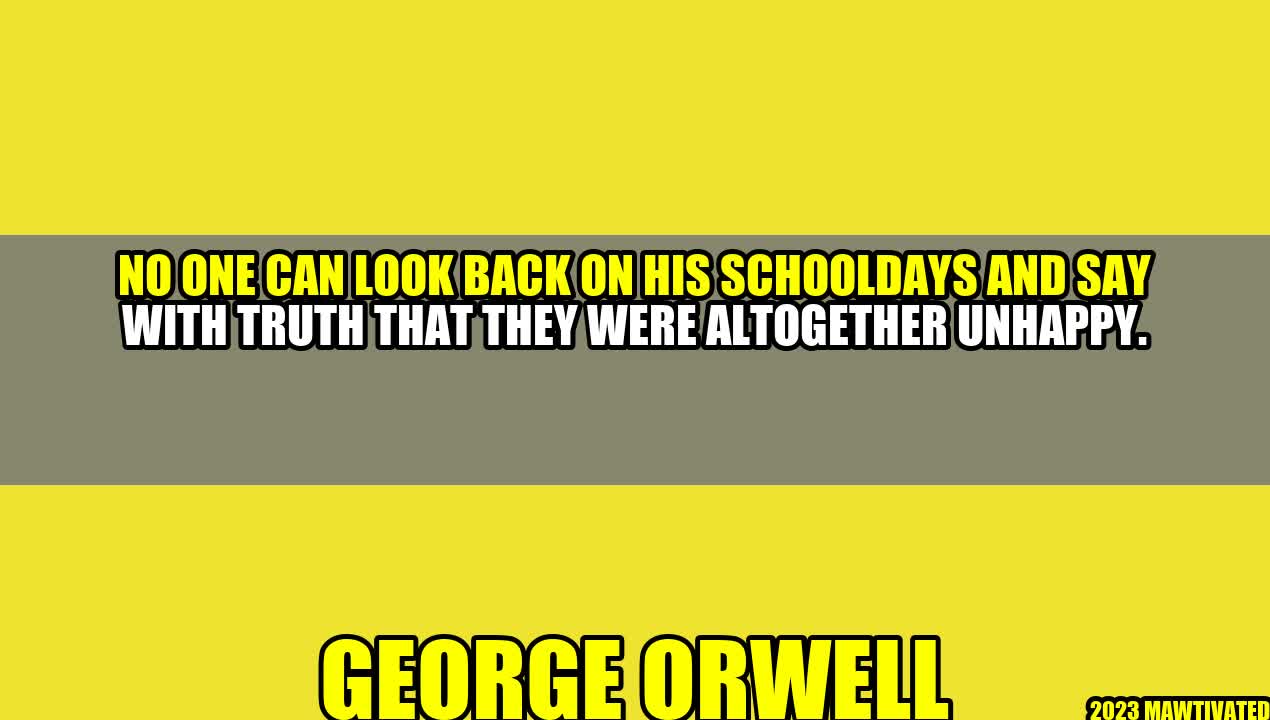 NO ONE CAN LOOK BACK ON HIS SCHOOLDAYS AND SAY
WITH TRUTH THAT THEY WERE ALTOGETHER UNHAPPY.
GEORGE ORWELL
2023 MAWTIVATED